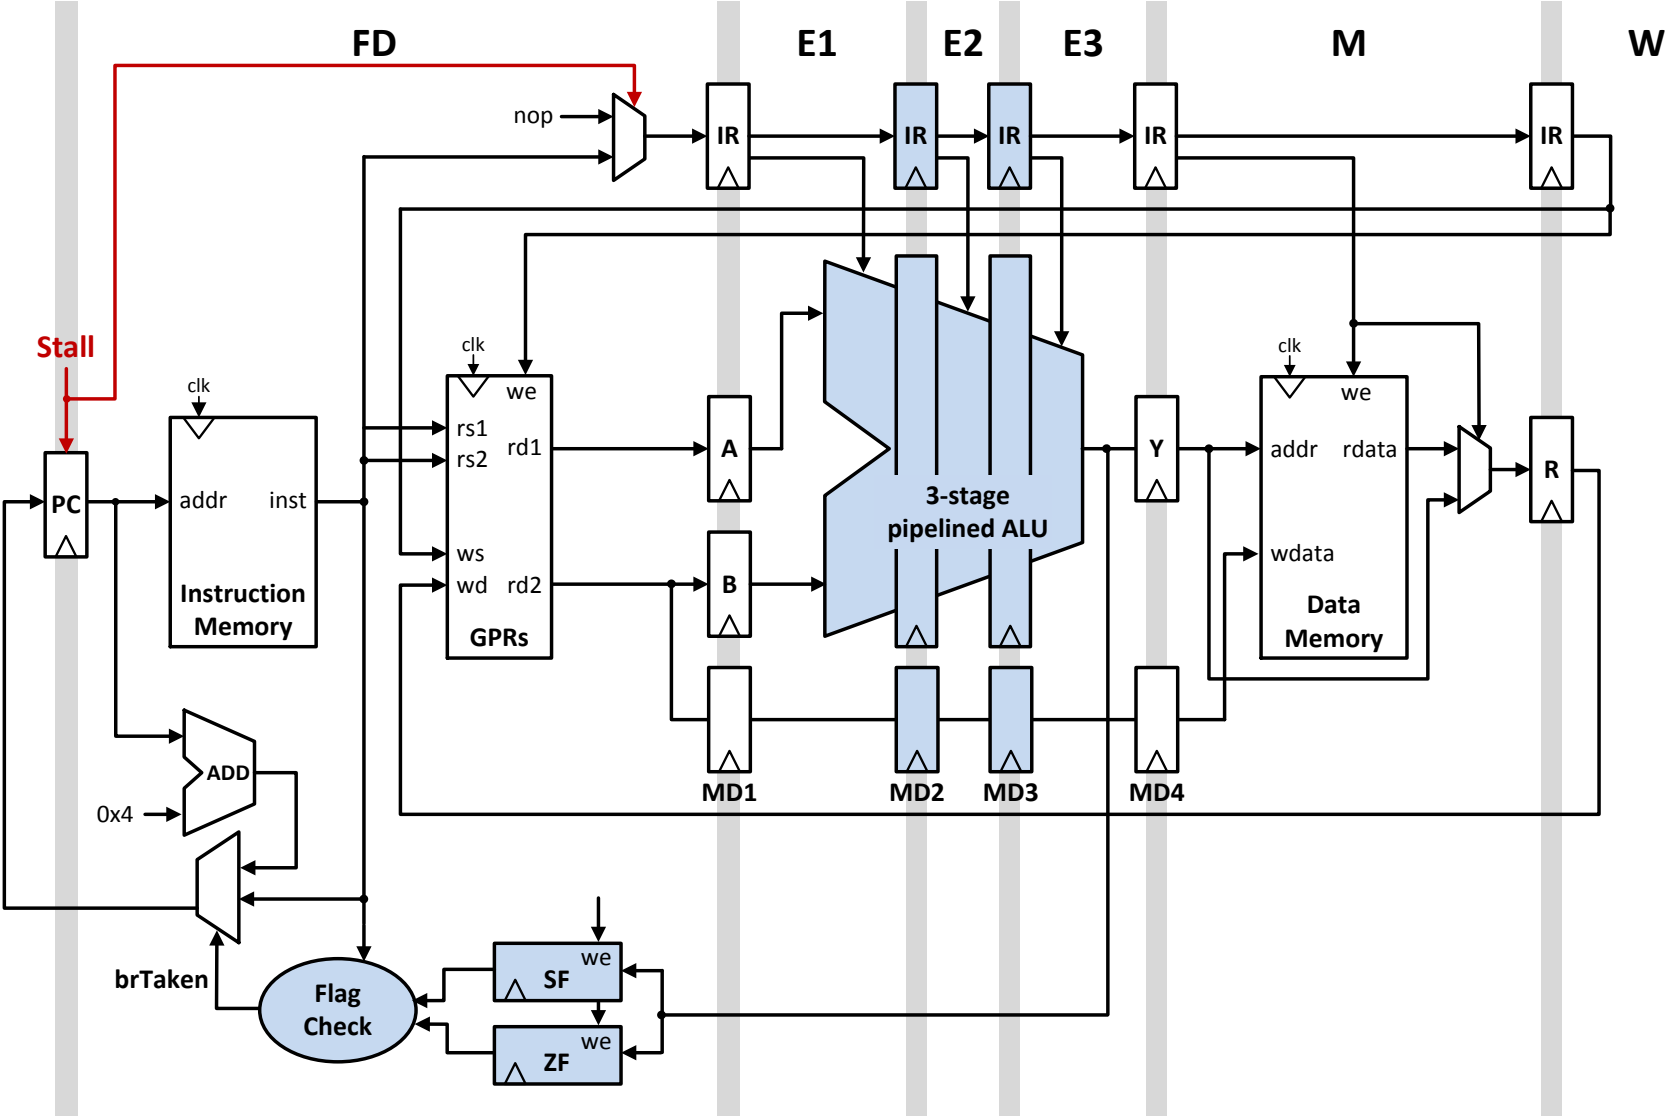 FD
E1
E2
E3
M
W
nop
IR
IR
IR
IR
IR
Stall
clk
clk
clk
we
we
rs1
rs2
rd1
A
Y
addr
rdata
R
PC
addr
inst
3-stage
pipelined ALU
ws
wd
rd2
B
wdata
Instruction
Memory
GPRs
Data
Memory
ADD
0x4
MD1
MD2
MD3
MD4
brTaken
Flag
Check
we
SF
we
ZF